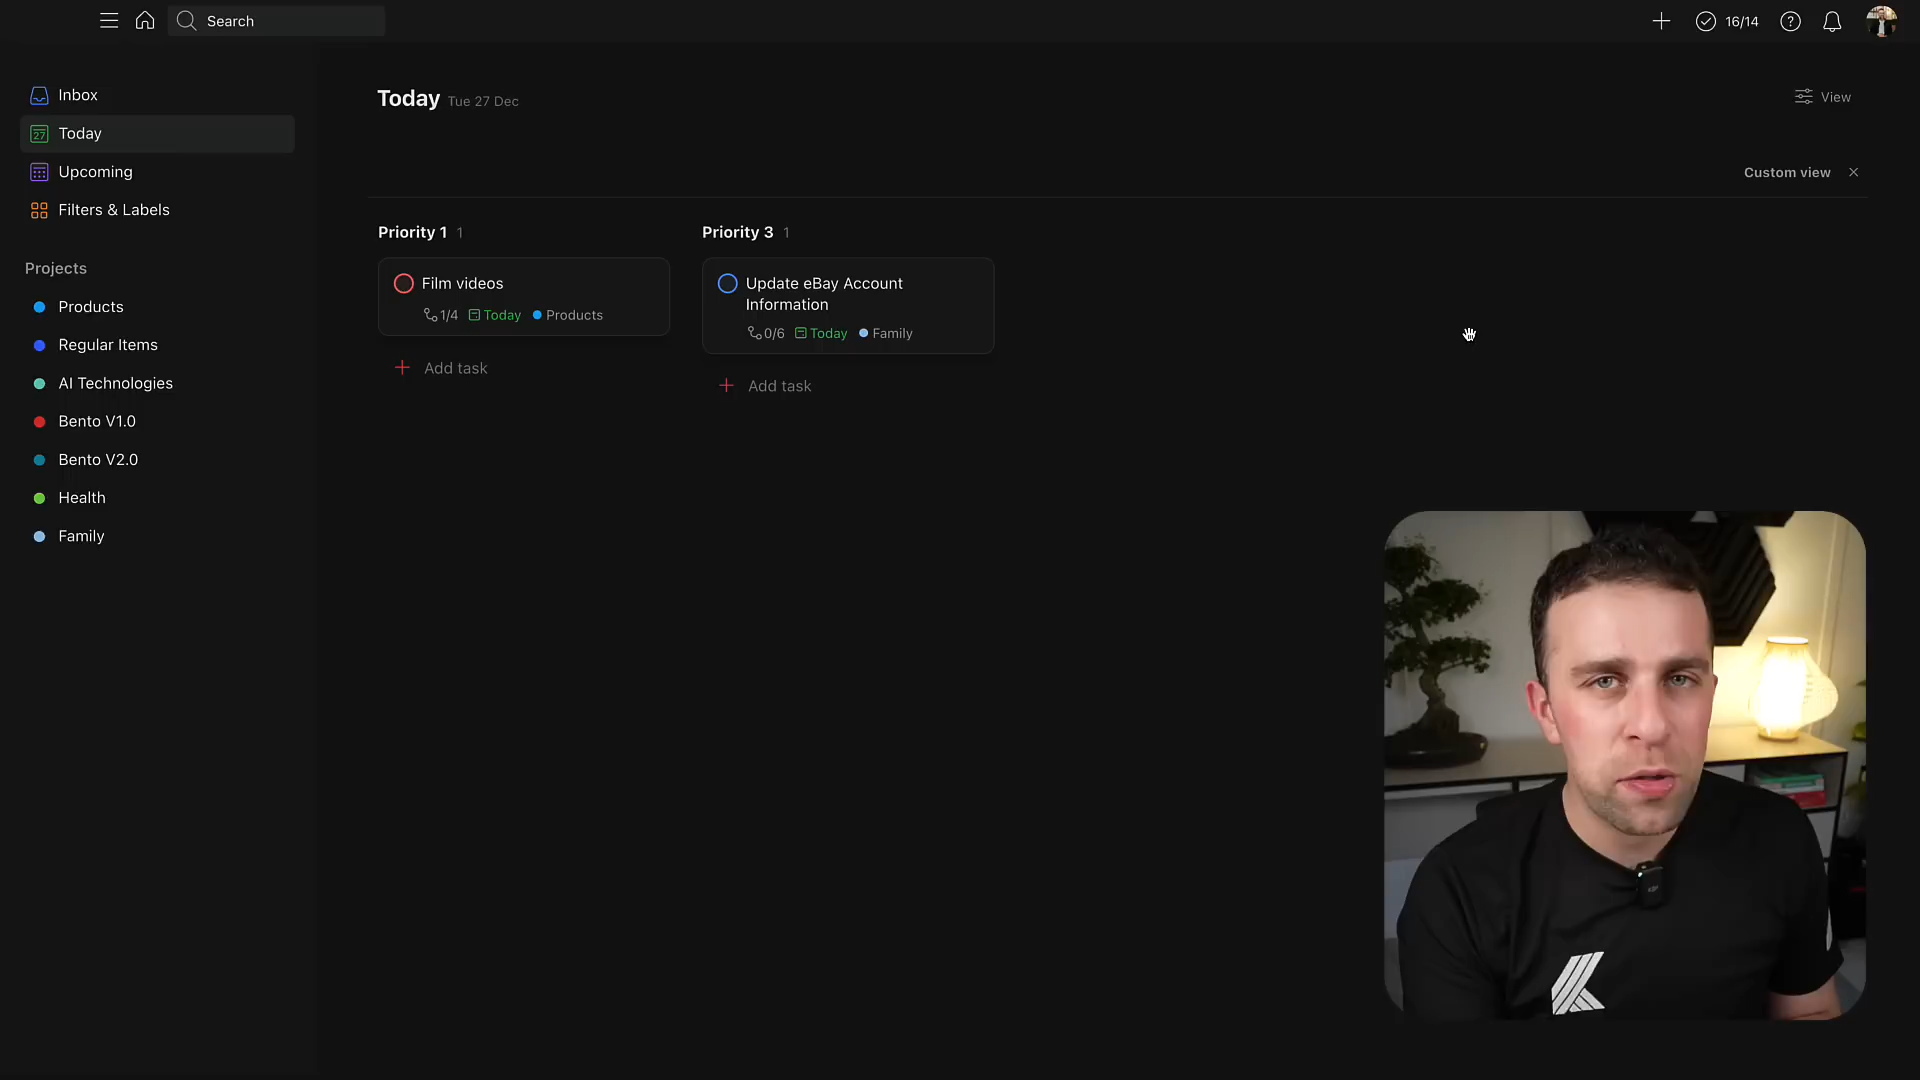 Search
16/14
Inbox
27
Today
Upcoming
Filters & Labels
Projects
Products
Regular Items
AI Technologies
Bento V1.0
Bento V2.0
Health
Family
Today Tue 27 Dec
View
Custom view
Priority 1 1
Film videos
1/4 Today Products
Add task
Priority 3 1
Update eBay Account
Information
0/6 Today Family
Add task